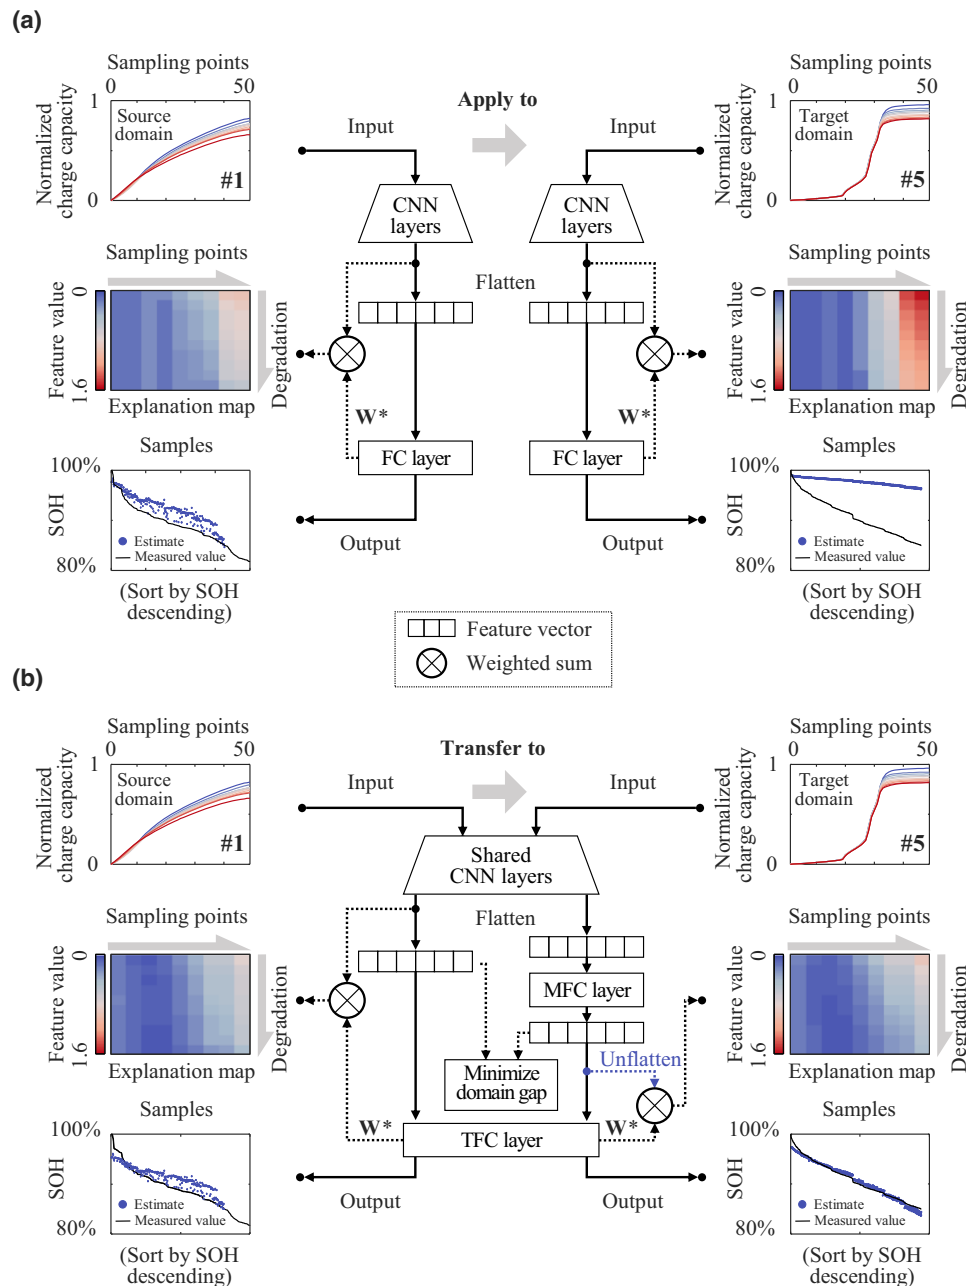 (a)
Sampling points
0 50
1
Normalized
charge capacity
0
Source
domain
#1
Input
Apply to
Input
Sampling points
0 50
1
Normalized
charge capacity
0
Target
domain
#5
CNN
layers
CNN
layers
Flatten
Sampling points
0
Feature value
1.6
Degradation
Explanation map
Sampling points
0
Feature value
1.6
Degradation
Explanation map
W*
W*
FC layer
FC layer
Output
Output
Samples
100%
SOH
80%
Estimate
Measured value
(Sort by SOH
descending)
100%
SOH
80%
Estimate
Measured value
(Sort by SOH
descending)
Feature vector
Weighted sum
(b)
Sampling points
0 50
1
Normalized
charge capacity
0
Source
domain
#1
Input
Transfer to
Input
Sampling points
0 50
1
Normalized
charge capacity
0
Target
domain
#5
Shared
CNN layers
Flatten
Sampling points
0
Feature value
1.6
Degradation
Explanation map
MFC layer
Unflatten
Minimize
domain gap
W*
W*
TFC layer
Output
Output
Sampling points
0
Feature value
1.6
Degradation
Explanation map
Samples
100%
SOH
80%
Estimate
Measured value
(Sort by SOH
descending)
Samples
100%
SOH
80%
Estimate
Measured value
(Sort by SOH
descending)